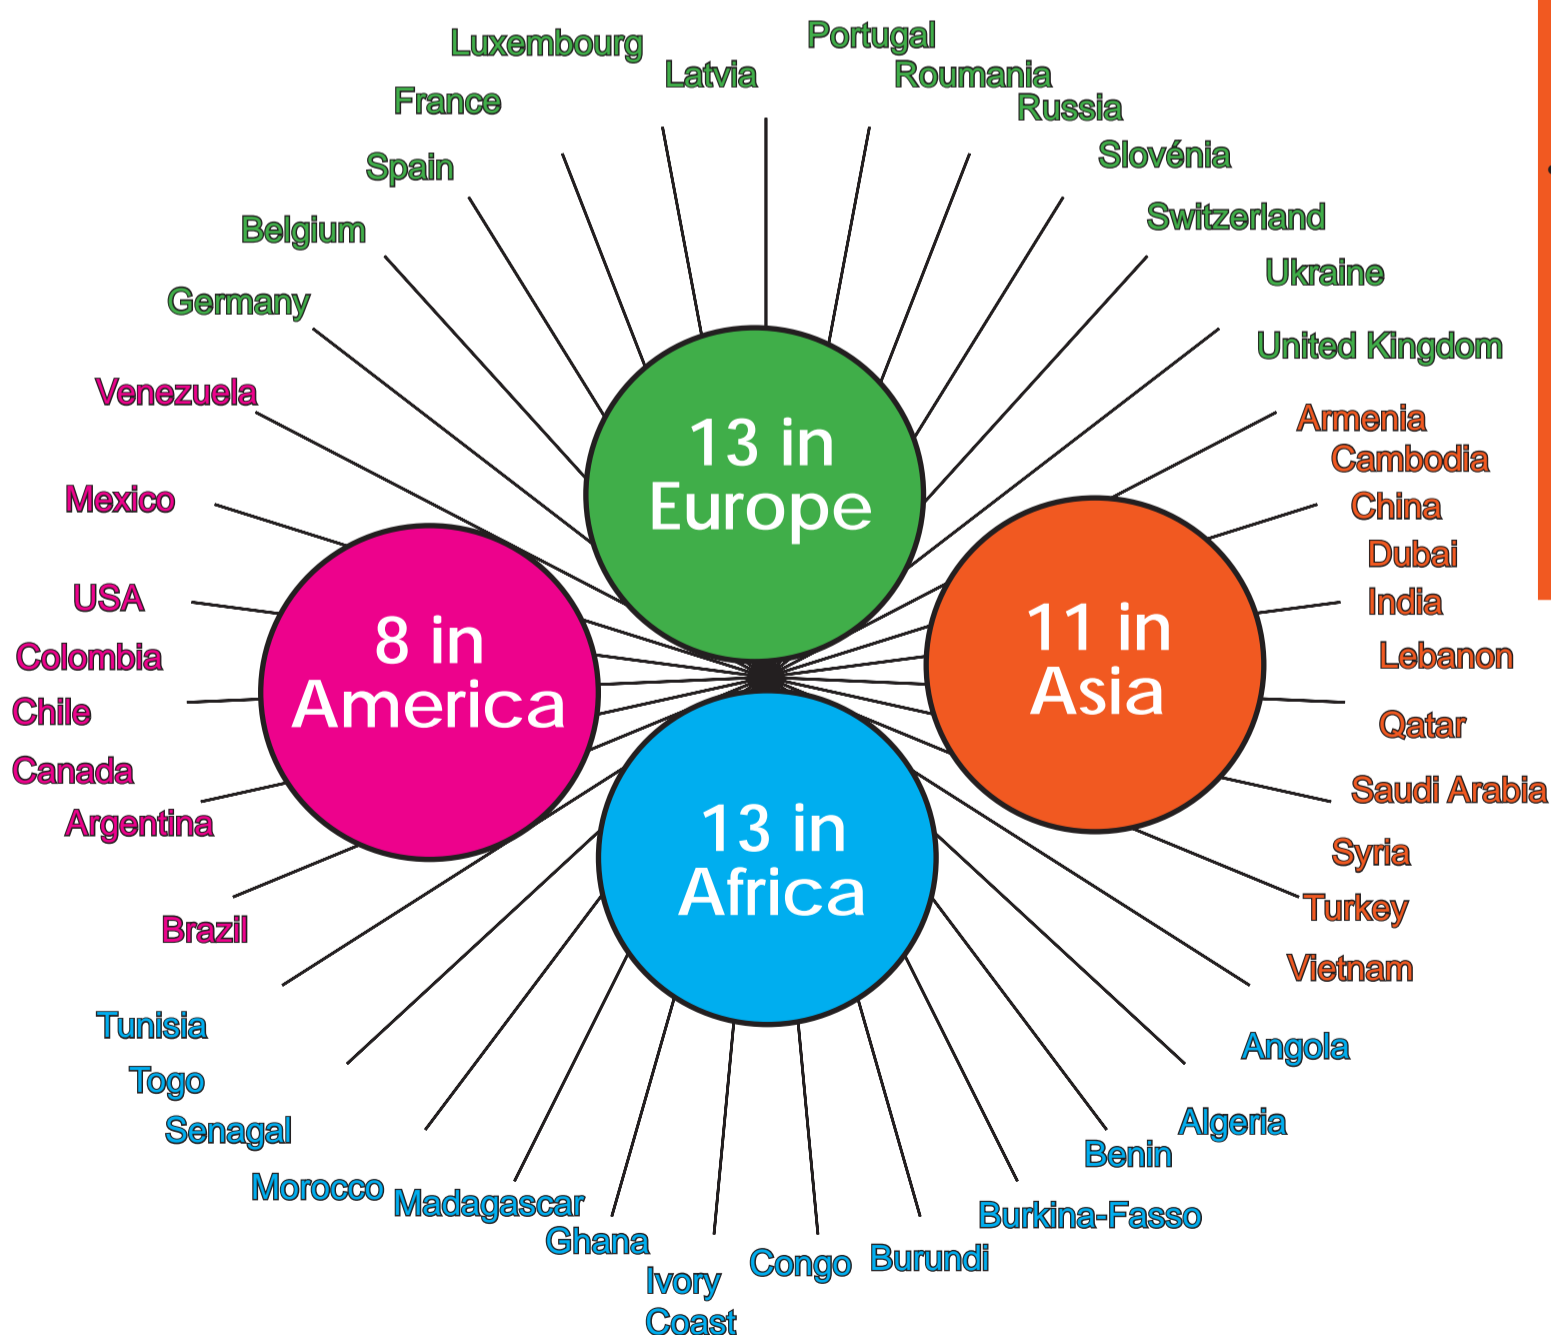 Luxembourg
Portugal
Latvia
Roumania
France
Russia
Spain
Slovénia
Belgium
Switzerland
Germany
Ukraine
United Kingdom
Venezuela
Mexico
USA
Colombia
Chile
Canada
Argentina
Brazil
13 in
Europe
8 in
America
11 in
Asia
13 in
Africa
Armenia
Cambodia
China
Dubai
India
Lebanon
Qatar
Saudi Arabia
Syria
Turkey
Vietnam
Tunisia
Togo
Senagal
Morocco
Madagascar
Ghana
Ivory
Coast
Congo
Burundi
Burkina-Fasso
Benin
Algeria
Angola